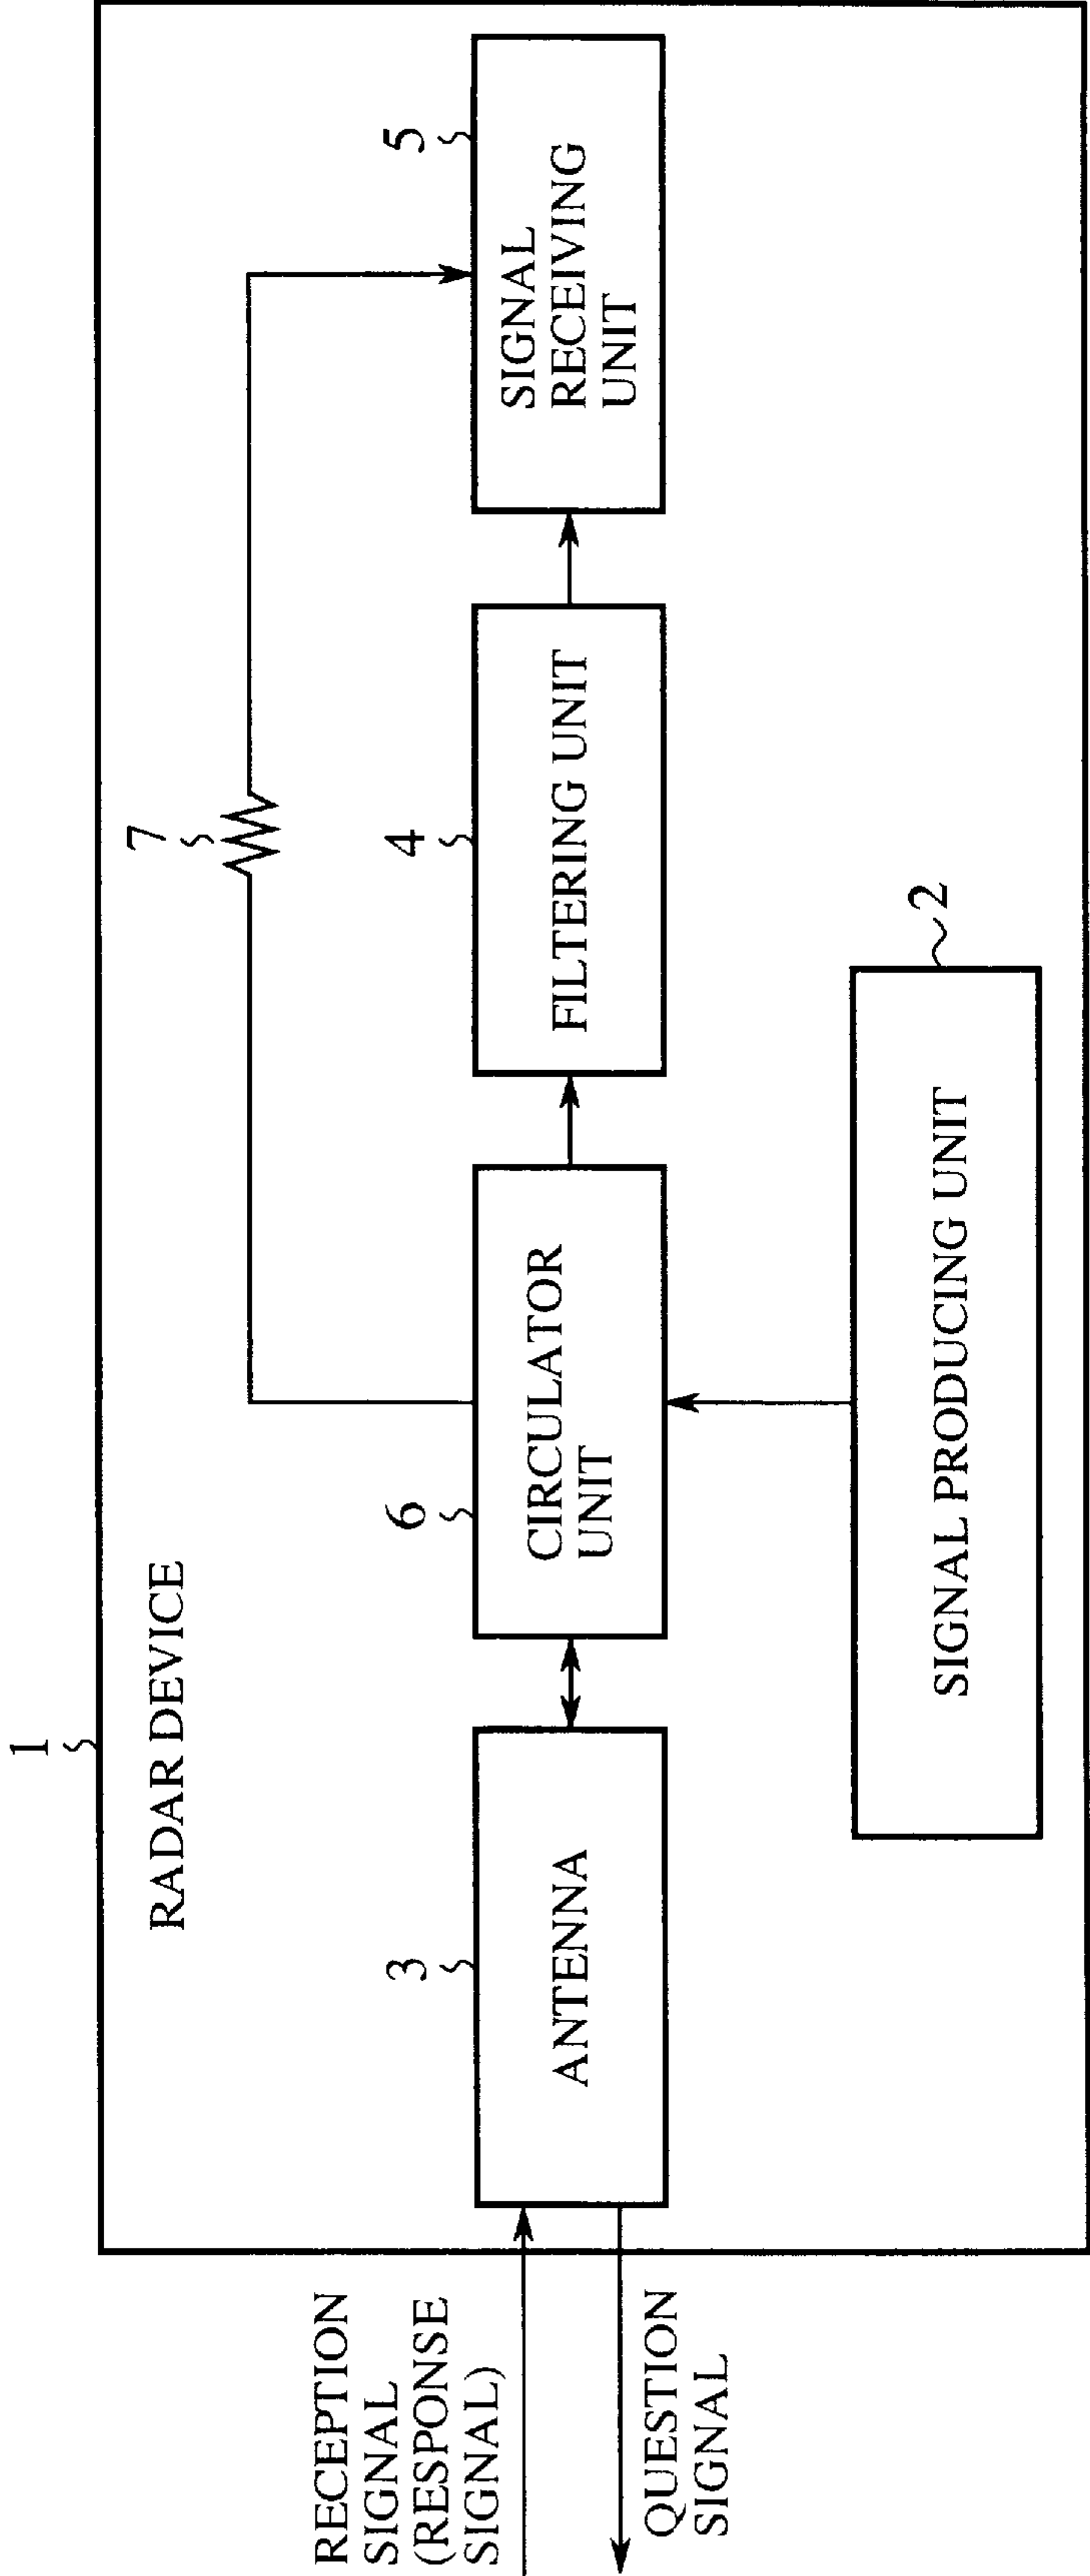 1
RADAR DEVICE
7
RECEPTION
SIGNAL
(RESPONSE
SIGNAL)
QUESTION
SIGNAL
3
ANTENNA
6
CIRCULATOR
UNIT
4
FILTERING UNIT
5
SIGNAL
RECEIVING
UNIT
SIGNAL PRODUCING UNIT
2